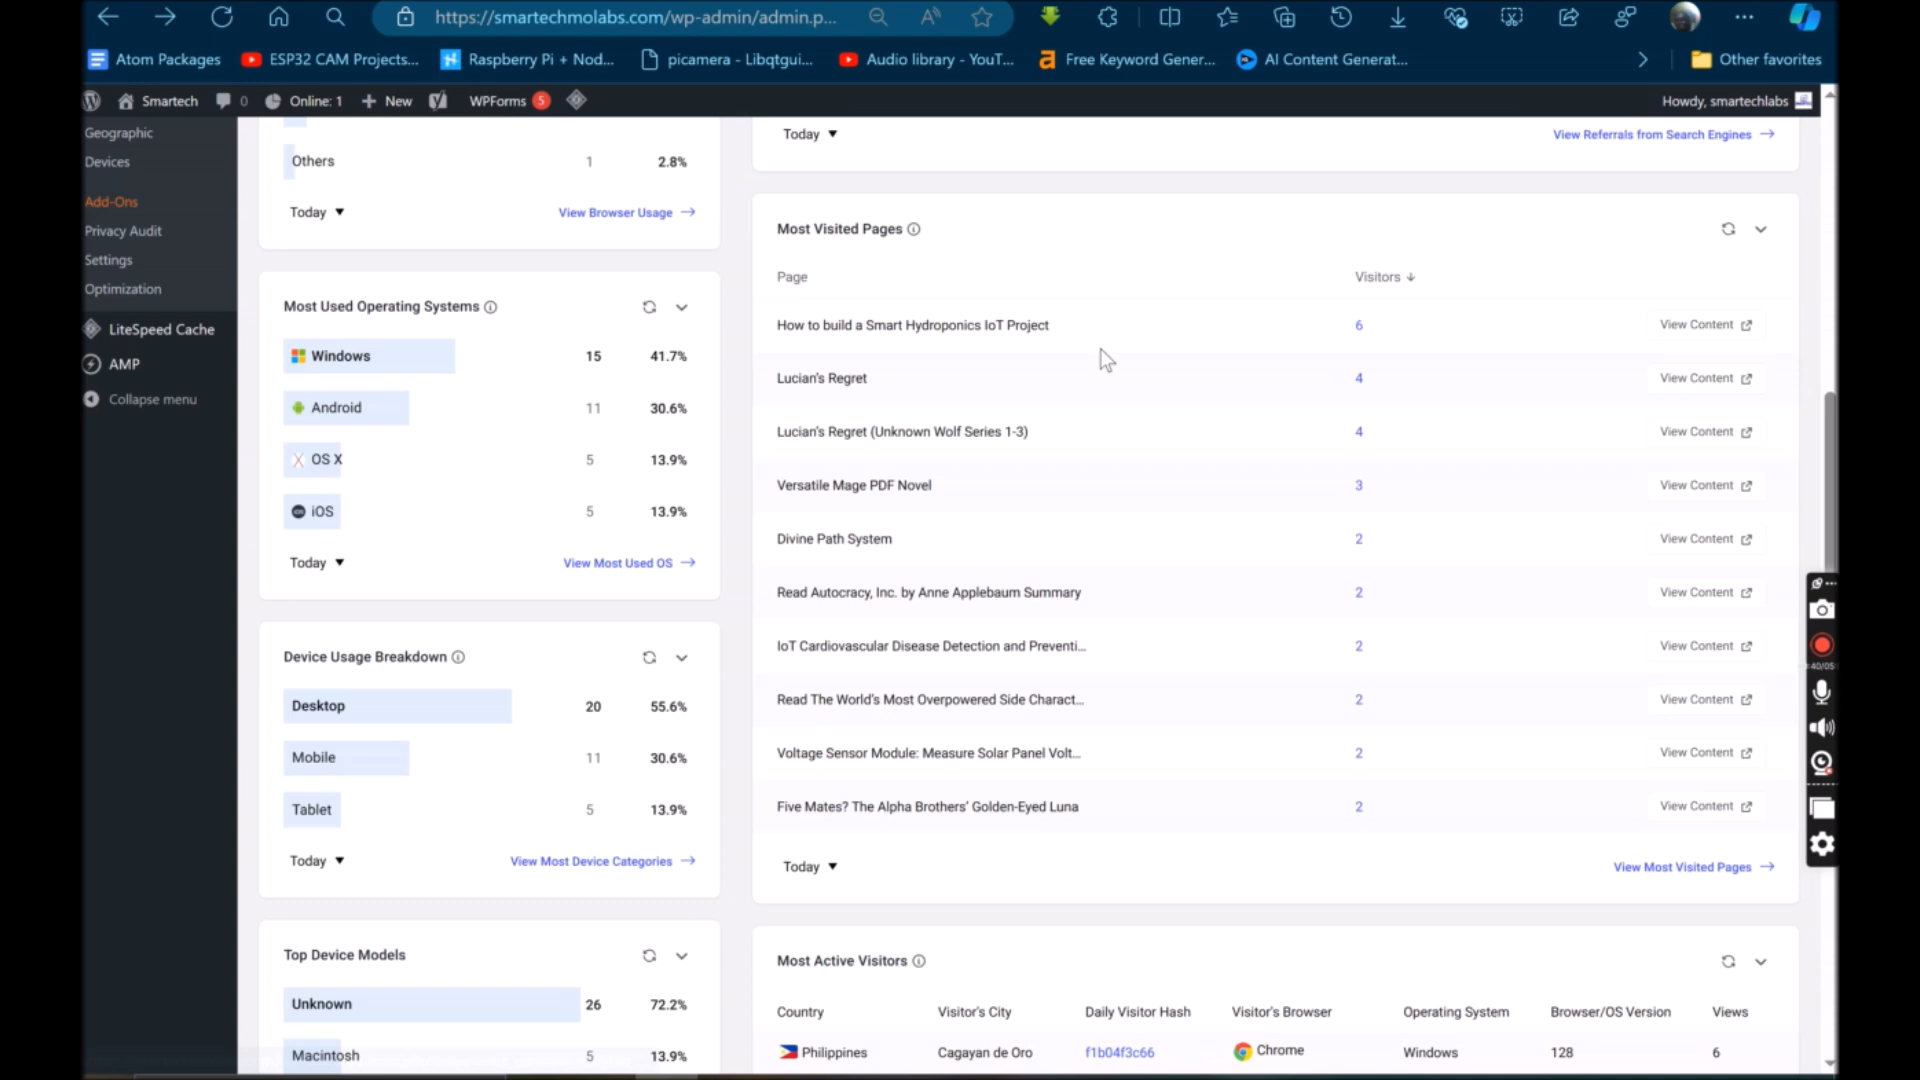 https://smartechmolabs.com/wp-admin/admin.p...
Atom Packages
ESP32 CAM Projects...
Raspberry Pi + Nod...
picamera - Libqtgui...
Audio library - YouT...
Free Keyword Gener...
AI Content Generat...
Other favorites
Smartech
0
Online: 1
New
WPForms 5
Howdy, smartechlabs
Geographic
Devices
Add-Ons
Privacy Audit
Settings
Optimization
LiteSpeed Cache
AMP
Collapse menu
Others 1 2.8%
Today View Browser Usage
Most Used Operating Systems
Windows 15 41.7%
Android 11 30.6%
OS X 5 13.9%
iOS 5 13.9%
Today View Most Used OS
Device Usage Breakdown
Desktop 20 55.6%
Mobile 11 30.6%
Tablet 5 13.9%
Today View Most Device Categories
Top Device Models
Unknown 26 72.2%
Macintosh 5 13.9%
Today View Referrals from Search Engines
Most Visited Pages
Page Visitors
How to build a Smart Hydroponics IoT Project 6 View Content
Lucian's Regret 4 View Content
Lucian's Regret (Unknown Wolf Series 1-3) 4 View Content
Versatile Mage PDF Novel 3 View Content
Divine Path System 2 View Content
Read Autocracy, Inc. by Anne Applebaum Summary 2 View Content
IoT Cardiovascular Disease Detection and Preventi... 2 View Content
Read The World's Most Overpowered Side Charact... 2 View Content
Voltage Sensor Module: Measure Solar Panel Volt... 2 View Content
Five Mates? The Alpha Brothers' Golden-Eyed Luna 2 View Content
Today View Most Visited Pages
Most Active Visitors
Country Visitor's City Daily Visitor Hash Visitor's Browser Operating System Browser/OS Version Views
Philippines Cagayan de Oro f1b04f3c66 Chrome Windows 128 6